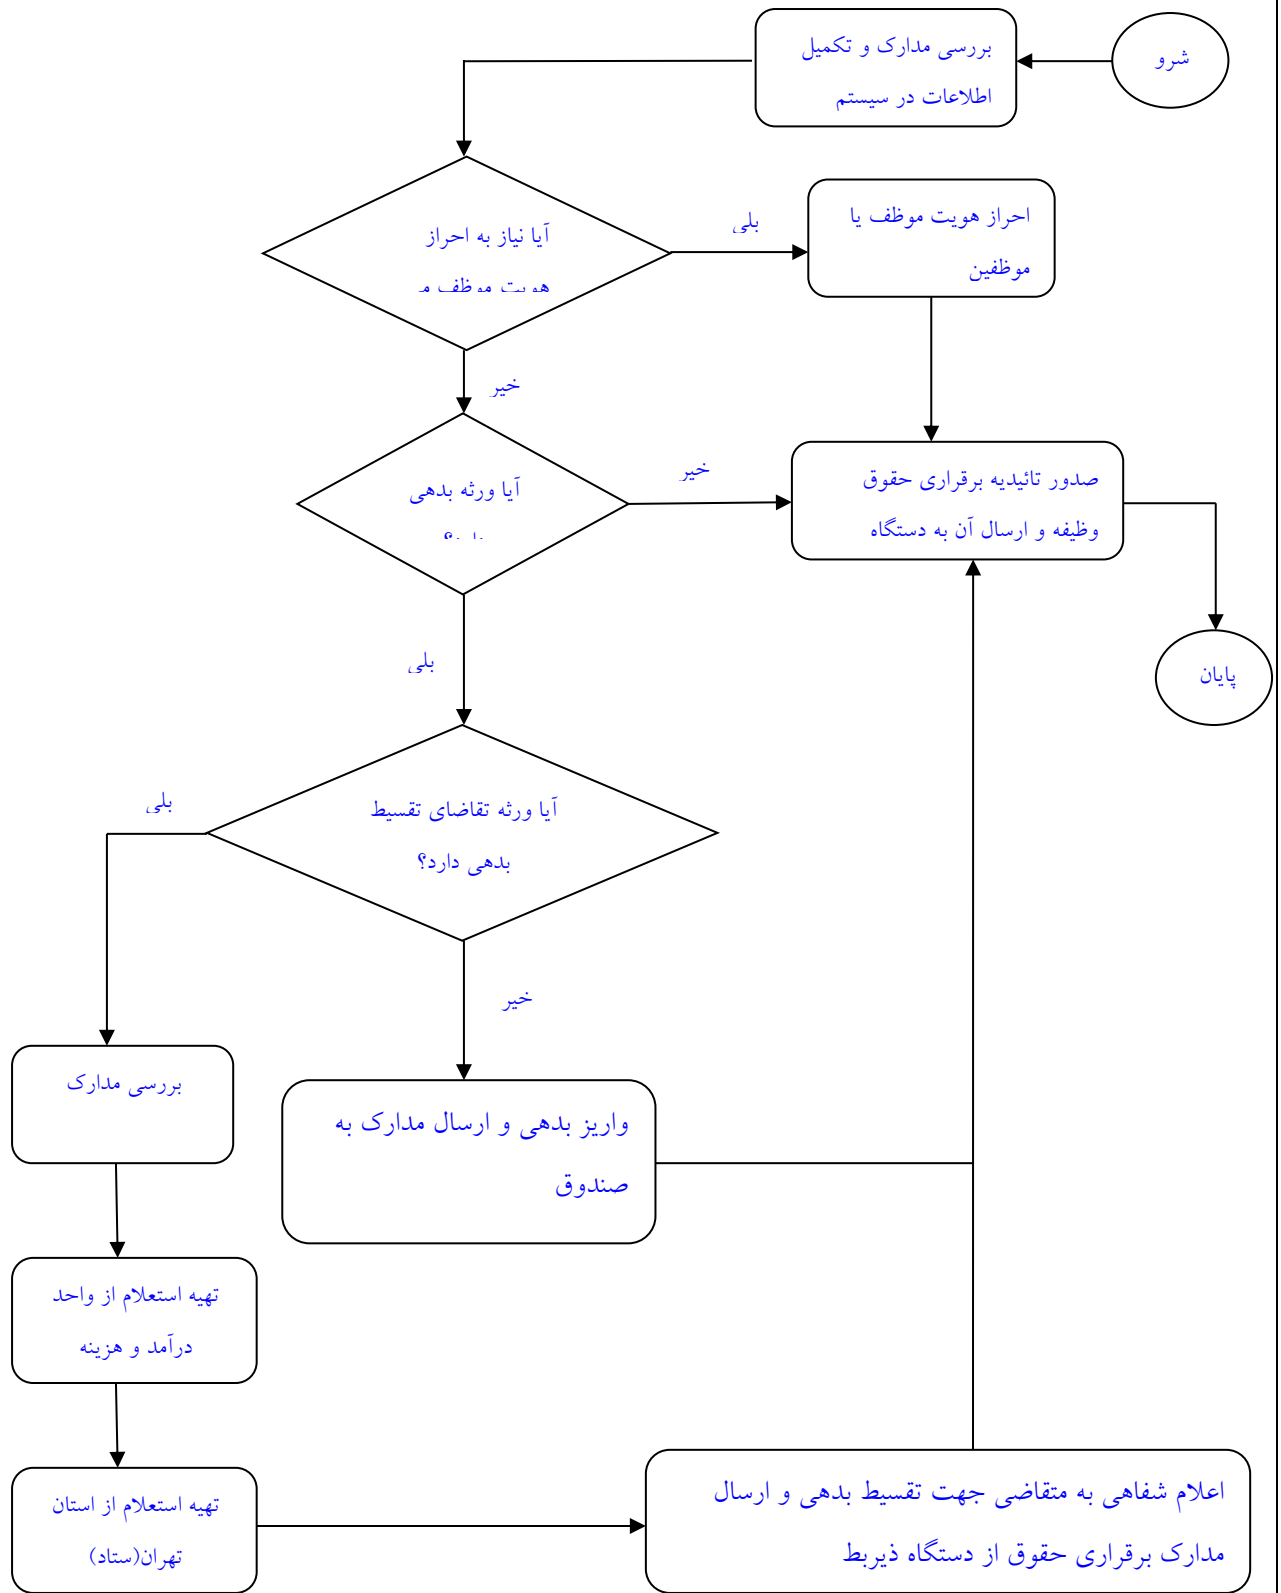 شرو
بررسی مدارک و تکمیل
اطلاعات در سیستم
آیا نیاز به احراز
هویت موظف
بلی
احراز هویت موظف یا
موظفین
خیر
آیا ورثه بدهی
دارد؟
خیر
صدور تائیدیه برقراری حقوق
وظیفه و ارسال آن به دستگاه
بلی
پایان
آیا ورثه تقاضای تقسیط
بدهی دارد؟
بلی
خیر
بررسی مدارک
واریز بدهی و ارسال مدارک به
صندوق
تهیه استعلام از واحد
درآمد و هزینه
تهیه استعلام از استان
تهران(ستاد)
اعلام شفاهی به متقاضی جهت تقسیط بدهی و ارسال
مدارک برقراری حقوق از دستگاه ذیربط